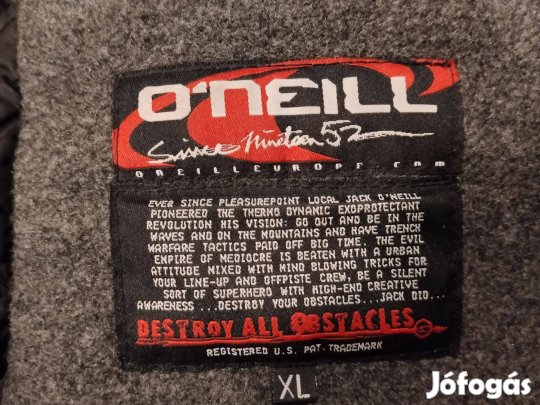 O'NEILL
Since Nineteen 52
ONEILLEUROPE.COM
EVER SINCE PLEASUREPOINT LOCAL JACK O'NEILL
PIONEERED THE THERMO DYNAMIC EXOPROTECTANT
REVOLUTION HIS VISION: GO OUT AND BE IN THE
WAVES AND ON THE MOUNTAINS AND HAVE TRENCH
WARFARE TACTICS PAID OFF BIG TIME. THE EVIL
EMPIRE OF MEDIOCRE IS BEATEN WITH A URBAN
ATTITUDE MIXED WITH MIND BLOWING TRICKS FOR
YOUR LINE-UP AND OFFPISTE CREW, BE A SILENT
SORT OF SUPERHERO WITH HIGH-END CREATIVE
AWARENESS ...DESTROY YOUR OBSTACLES...JACK DID...
DESTROY ALL OBSTACLES
REGISTERED U.S. PAT. TRADEMARK
XL
Jófogás